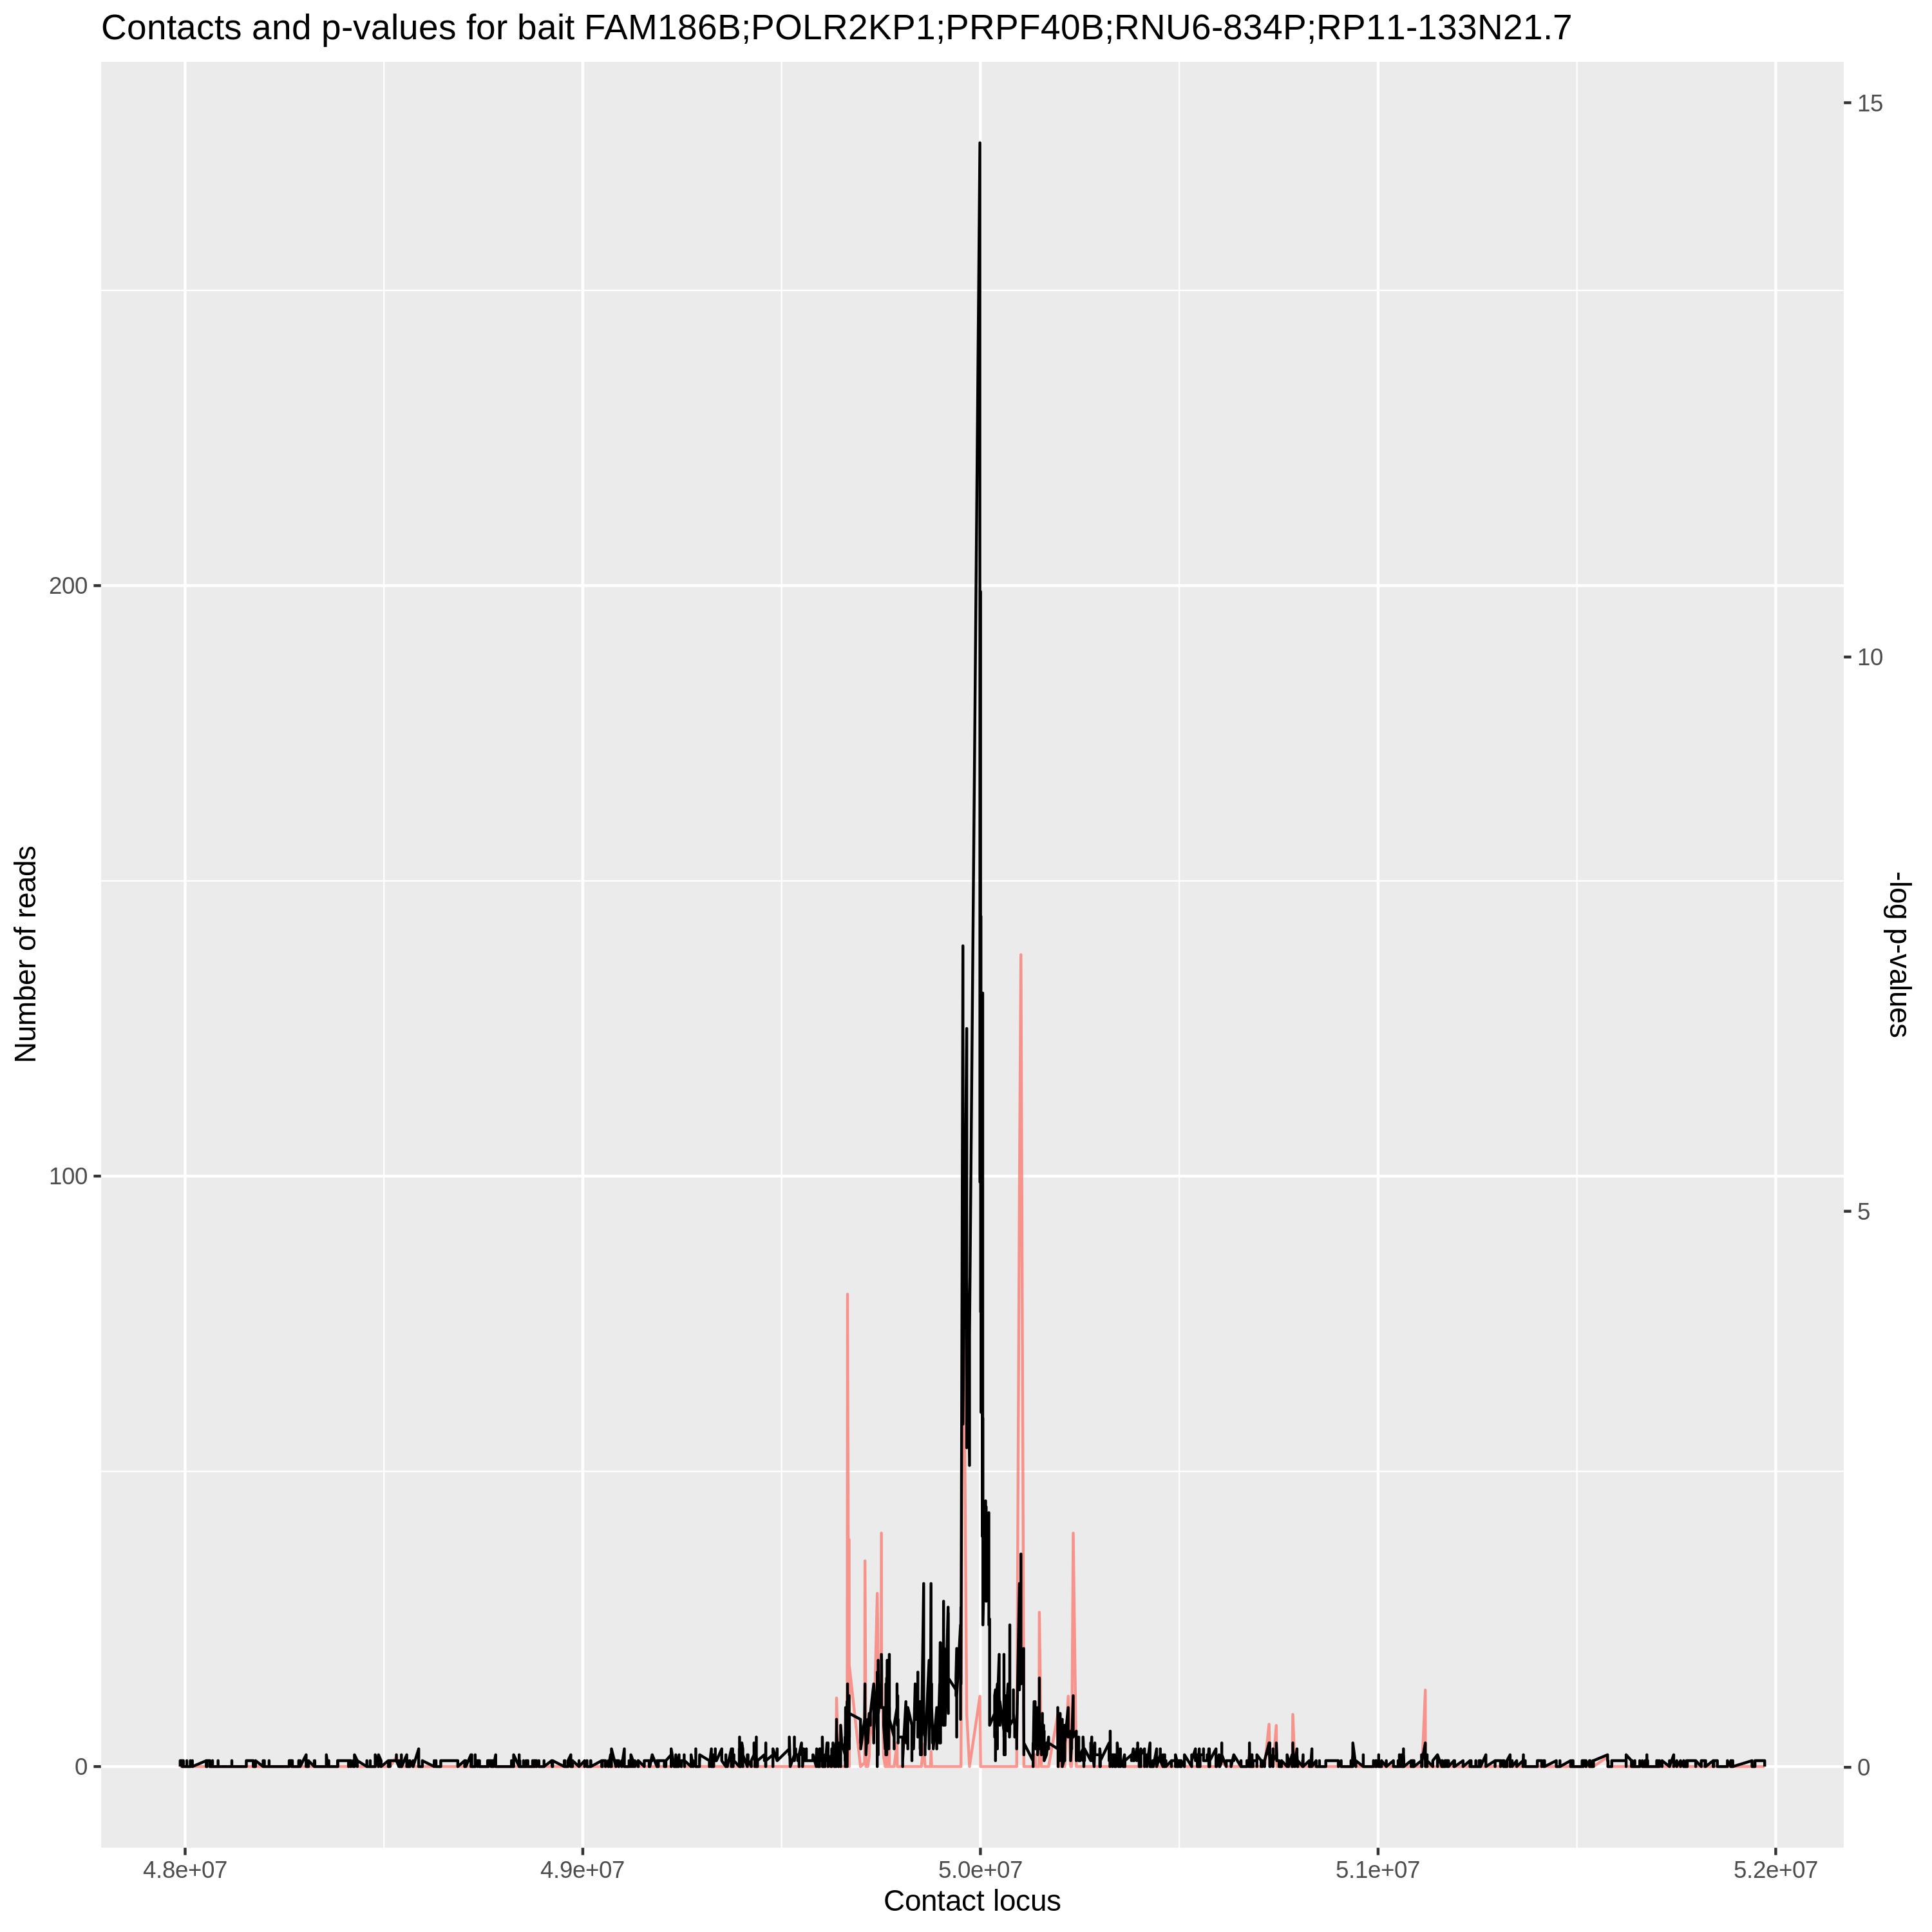 Contacts and p-values for bait FAM186B;POLR2KP1;PRPF40B;RNU6-834P;RP11-133N21.7
Number of reads
200
100
0
15
10
5
0
-log p-values
4.8e+07
4.9e+07
5.0e+07
5.1e+07
5.2e+07
Contact locus